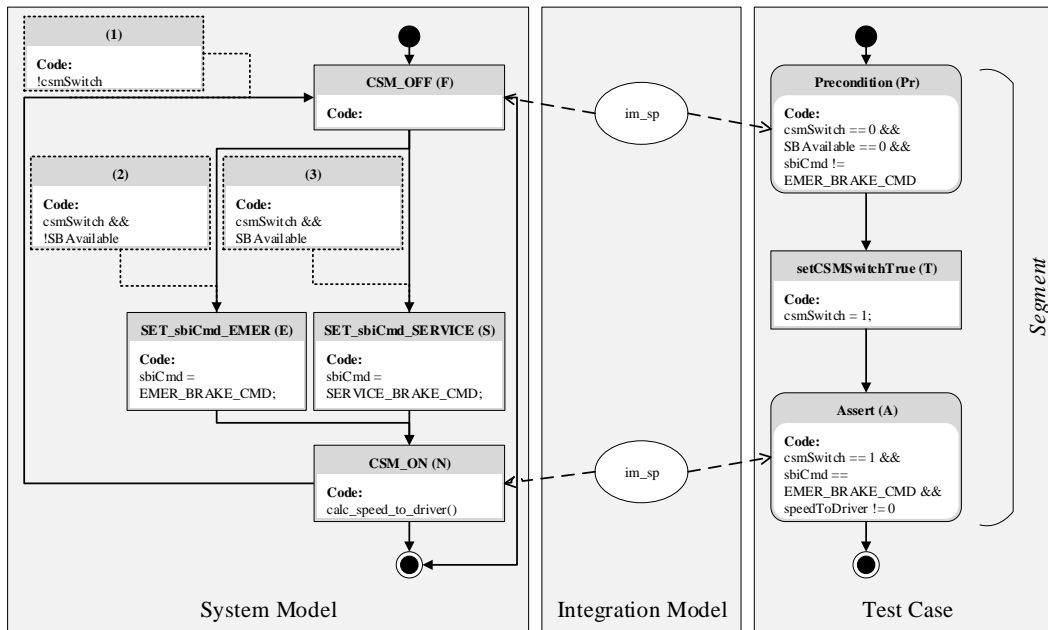 (1)
Code:
!csmSwitch
CSM_OFF (F)
Code:
(2)
Code:
csmSwitch &&
!SBAvailable
(3)
Code:
csmSwitch &&
SBAvailable
SET_sbiCmd_EMER (E)
Code:
sbiCmd =
EMER_BRAKE_CMD;
SET_sbiCmd_SERVICE (S)
Code:
sbiCmd =
SERVICE_BRAKE_CMD;
CSM_ON (N)
Code:
calc_speed_to_driver()
System Model
im_sp
im_sp
Integration Model
Precondition (Pr)
Code:
csmSwitch == 0 &&
SBAvailable == 0 &&
sbiCmd !=
EMER_BRAKE_CMD
setCSMSwitchTrue (T)
Code:
csmSwitch = 1;
Assert (A)
Code:
csmSwitch == 1 &&
sbiCmd ==
EMER_BRAKE_CMD &&
speedToDriver != 0
Segment
Test Case